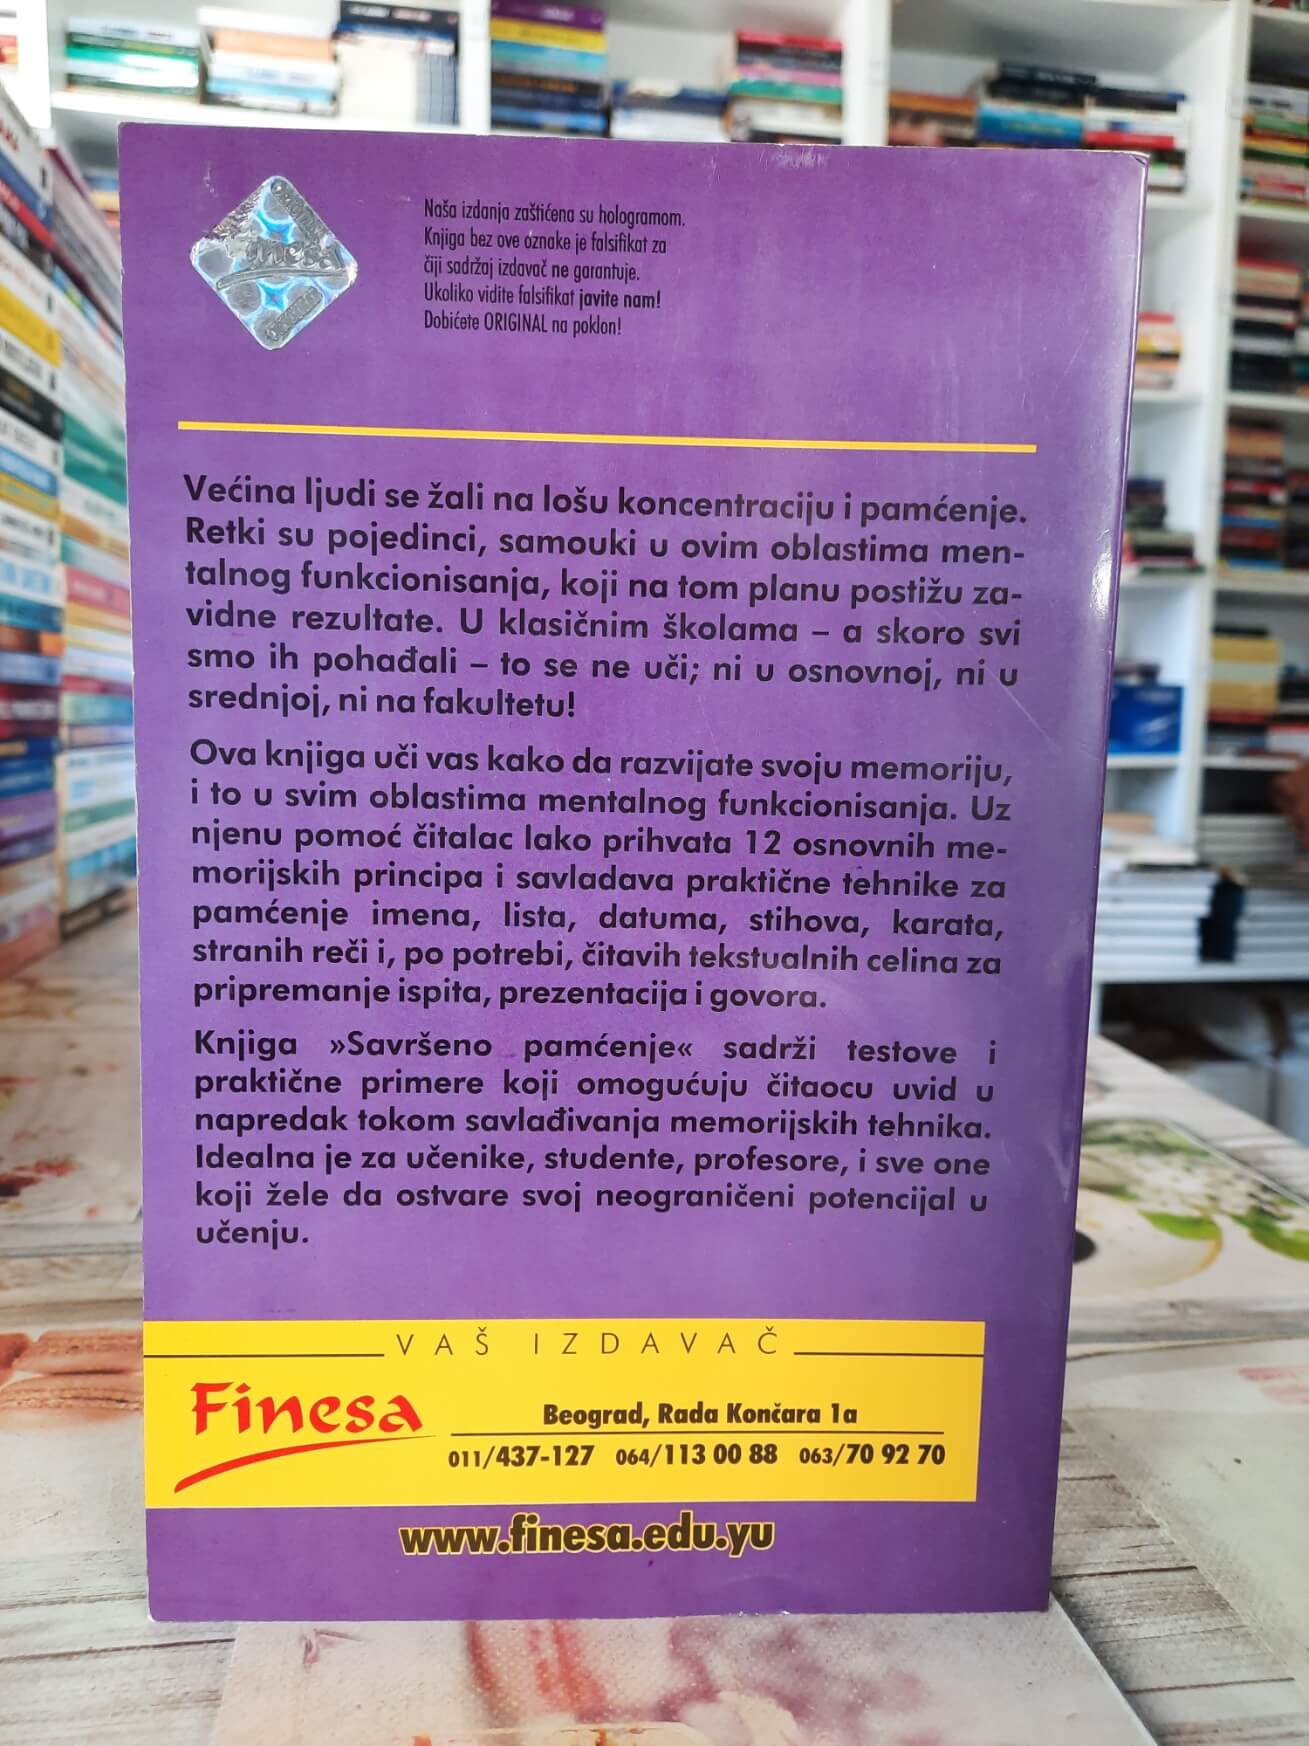 Naša izdanja zaštićena su hologramom.
Knjiga bez ove oznake je falsifikat za
čiji sadržaj izdavač ne garantuje.
Ukoliko vidite falsifikat javite nam!
Dobićete ORIGINAL na poklon!
Većina ljudi se žali na lošu koncentraciju i pamćenje.
Retki su pojedinci, samouki u ovim oblastima men-
talnog funkcionisanja, koji na tom planu postižu za-
vidne rezultate. U klasičnim školama – a skoro svi
smo ih pohađali – to se ne uči; ni u osnovnoj, ni u
srednjoj, ni na fakultetu!
Ova knjiga uči vas kako da razvijate svoju memoriju,
i to u svim oblastima mentalnog funkcionisanja. Uz
njenu pomoć čitalac lako prihvata 12 osnovnih me-
morijskih principa i savladava praktične tehnike za
pamćenje imena, lista, datuma, stihova, karata,
stranih reči i, po potrebi, čitavih tekstualnih celina za
pripremanje ispita, prezentacija i govora.
Knjiga »Savršeno pamćenje« sadrži testove i
praktične primere koji omogućuju čitaocu uvid u
napredak tokom savlađivanja memorijskih tehnika.
Idealna je za učenike, studente, profesore, i sve one
koji žele da ostvare svoj neograničeni potencijal u
učenju.
VAŠ IZDAVAČ
Finesa
Beograd, Rada Končara 1a
011/437-127 064/113 00 88 063/70 92 70
www.finesa.edu.yu